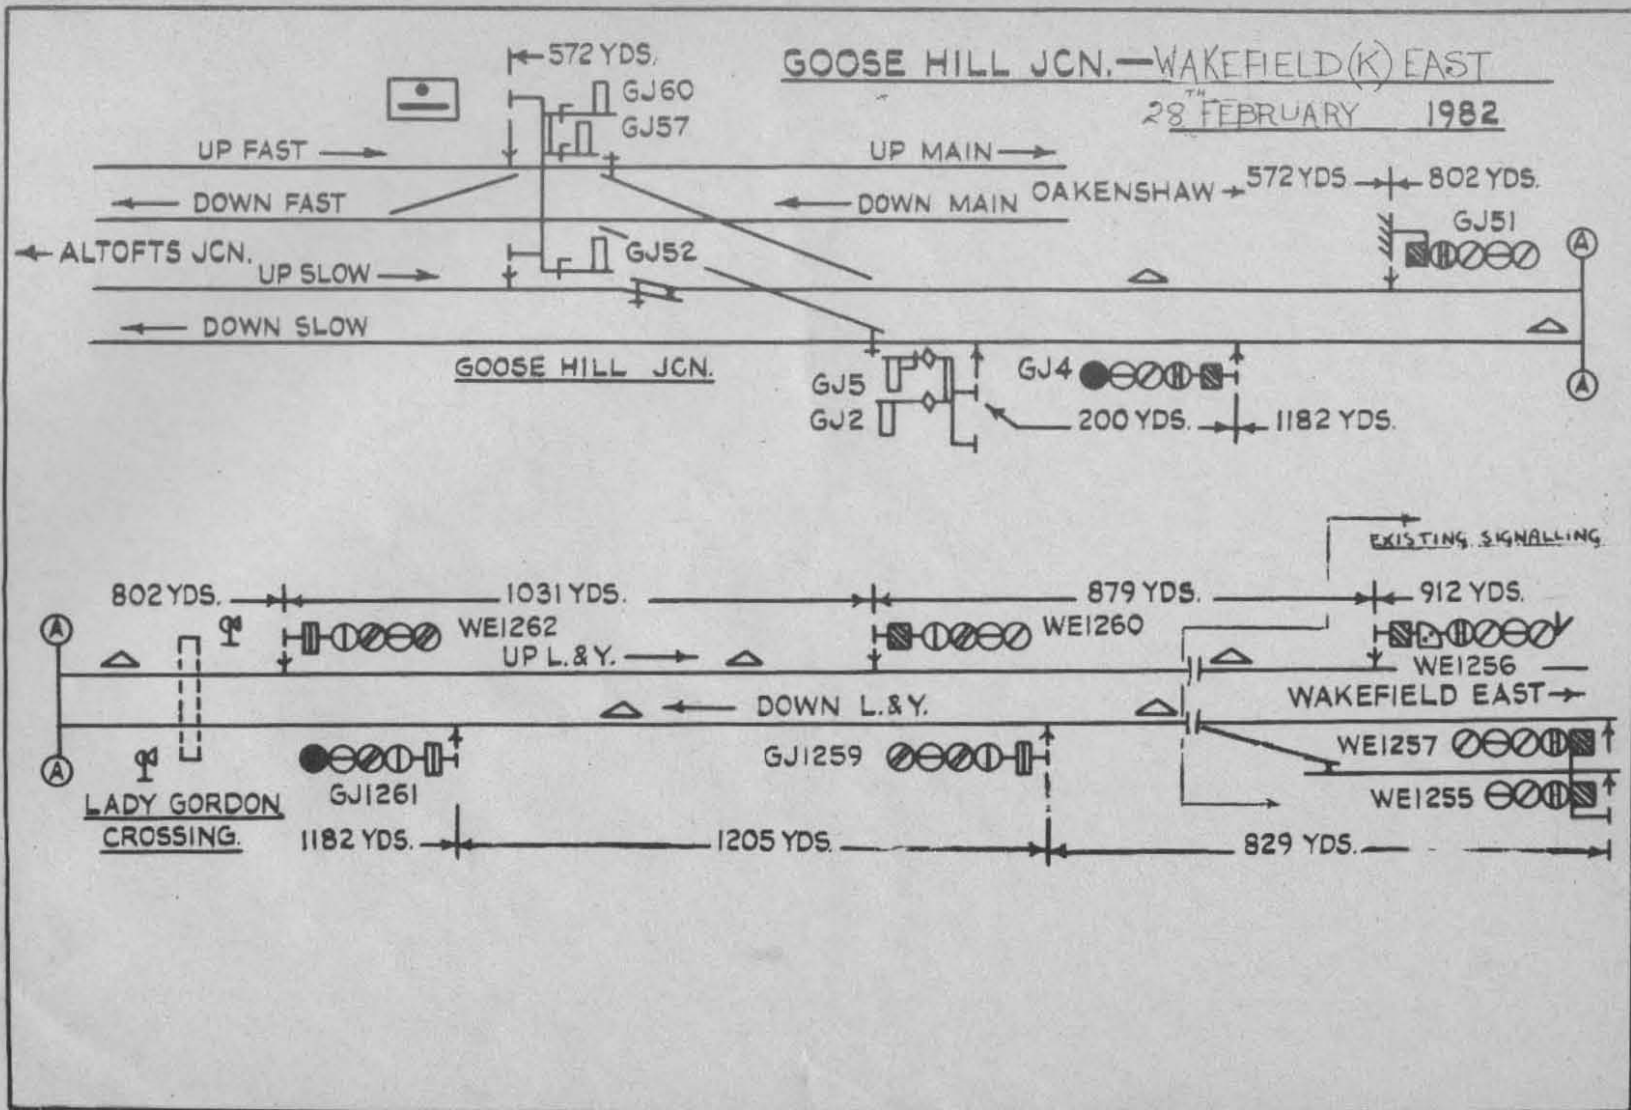 GOOSE HILL JCN.—WAKEFIELD(K) EAST
28TH FEBRUARY 1982
572 YDS.
GJ60
GJ57
UP FAST
UP MAIN
OAKENSHAW
572 YDS
802 YDS.
DOWN FAST
DOWN MAIN
GJ51
A
ALTOFTS JCN.
GJ52
UP SLOW
DOWN SLOW
GOOSE HILL JCN.
GJ5
GJ4
A
GJ2
200 YDS.
1182 YDS.
EXISTING SIGNALLING
802 YDS.
1031 YDS.
879 YDS.
912 YDS.
A
WE1262
WE1260
UP L.&Y.
WE1256
DOWN L.&Y.
WAKEFIELD EAST
A
GJ1261
GJ1259
WE1257
WE1255
LADY GORDON
CROSSING.
1182 YDS.
1205 YDS.
829 YDS.